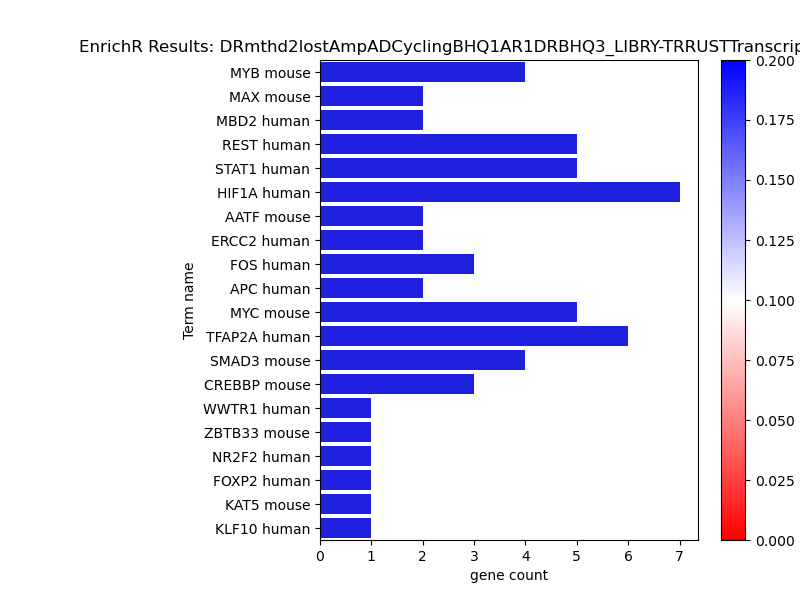 EnrichR Results: DRmthd2lostAmpADCyclingBHQ1AR1DRBHQ3_LIBRY-TRRUSTTranscrip
MYB mouse
MAX mouse
MBD2 human
REST human
STAT1 human
HIF1A human
AATF mouse
ERCC2 human
FOS human
APC human
MYC mouse
TFAP2A human
SMAD3 mouse
CREBBP mouse
WWTR1 human
ZBTB33 mouse
NR2F2 human
FOXP2 human
KAT5 mouse
KLF10 human
Term name
0 1 2 3 4 5 6 7
gene count
0.200
0.175
0.150
0.125
0.100
0.075
0.050
0.025
0.000